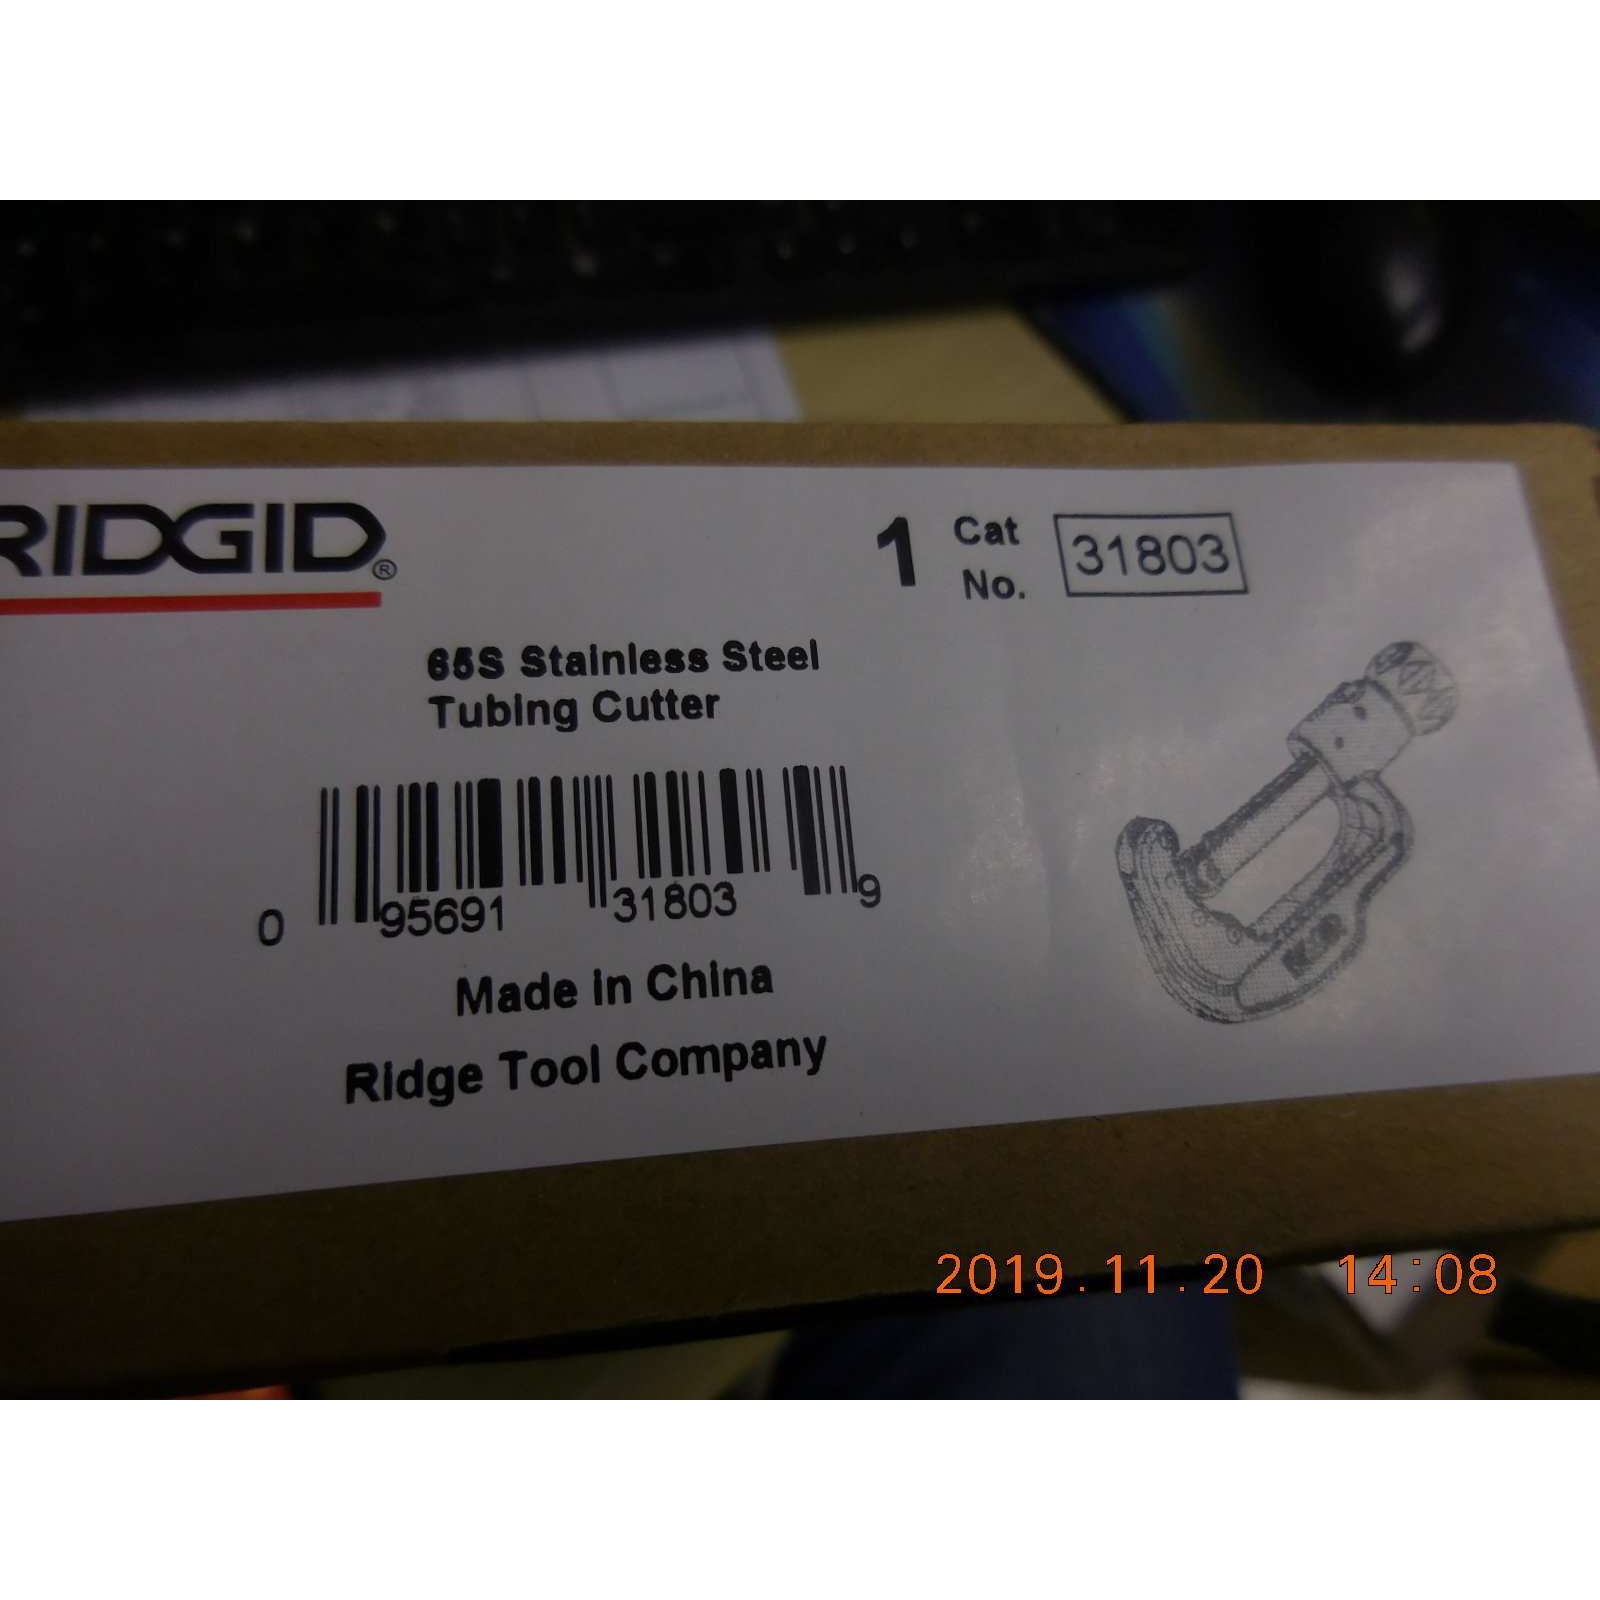 RIDGID®
1 Cat No. 31803
65S Stainless Steel
Tubing Cutter
0 95691 31803 9
Made in China
Ridge Tool Company
2019.11.20 14:08